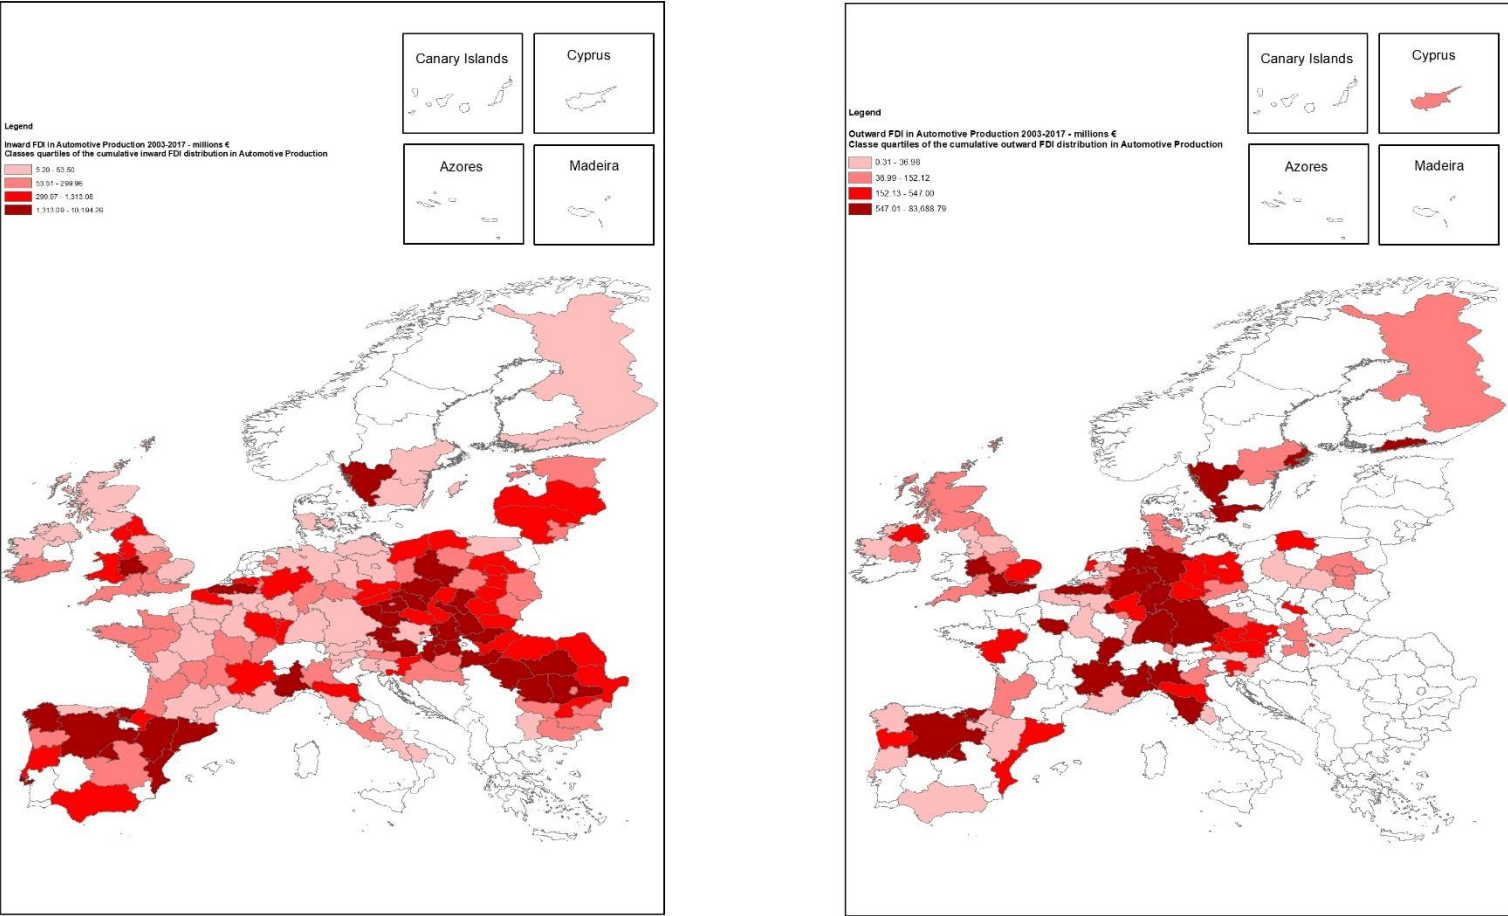 Canary Islands
Cyprus
Azores
Madeira
Legend
Inward FDI in Automotive Production 2003-2017 - millions €
Classes quartiles of the cumulative inward FDI distribution in Automotive Production
5.20 - 53.50
53.51 - 299.96
299.97 - 1,313.08
1,313.09 - 10,194.26
Canary Islands
Cyprus
Azores
Madeira
Legend
Outward FDI in Automotive Production 2003-2017 - millions €
Classe quartiles of the cumulative outward FDI distribution in Automotive Production
0.31 - 36.98
36.99 - 152.12
152.13 - 547.00
547.01 - 83,688.79